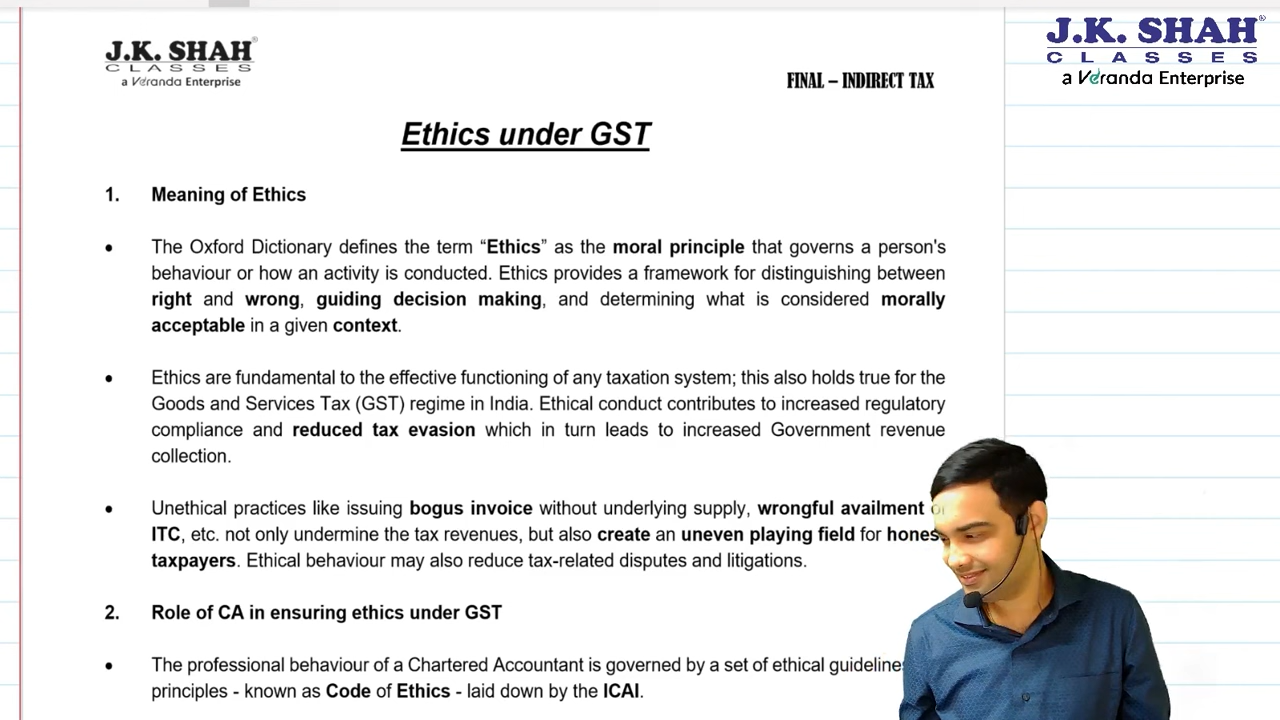 J.K. SHAH®
CLASSES
a Veranda Enterprise
J.K. SHAH®
CLASSES
a Veranda Enterprise
FINAL – INDIRECT TAX
Ethics under GST
1. Meaning of Ethics
• The Oxford Dictionary defines the term “Ethics” as the moral principle that governs a person's
behaviour or how an activity is conducted. Ethics provides a framework for distinguishing between
right and wrong, guiding decision making, and determining what is considered morally
acceptable in a given context.
• Ethics are fundamental to the effective functioning of any taxation system; this also holds true for the
Goods and Services Tax (GST) regime in India. Ethical conduct contributes to increased regulatory
compliance and reduced tax evasion which in turn leads to increased Government revenue
collection.
• Unethical practices like issuing bogus invoice without underlying supply, wrongful availment
ITC, etc. not only undermine the tax revenues, but also create an uneven playing field for
taxpayers. Ethical behaviour may also reduce tax-related disputes and litigations.
2. Role of CA in ensuring ethics under GST
• The professional behaviour of a Chartered Accountant is governed by a set of ethical
principles - known as Code of Ethics - laid down by the ICAI.